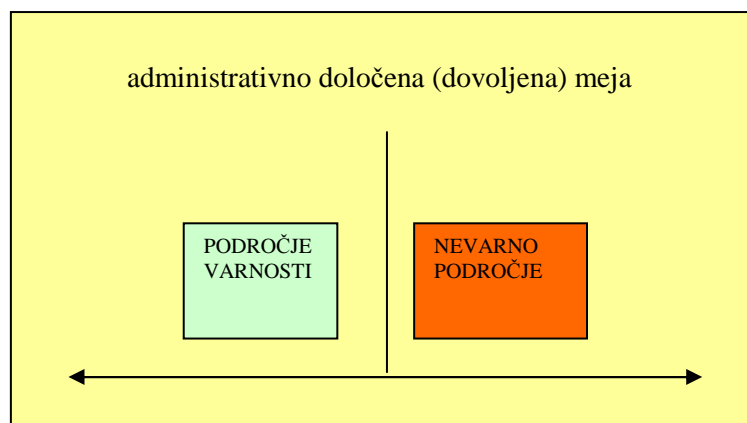 administrativno določena (dovoljena) meja
PODROČJE
VARNOSTI
NEVARNO
PODROČJE